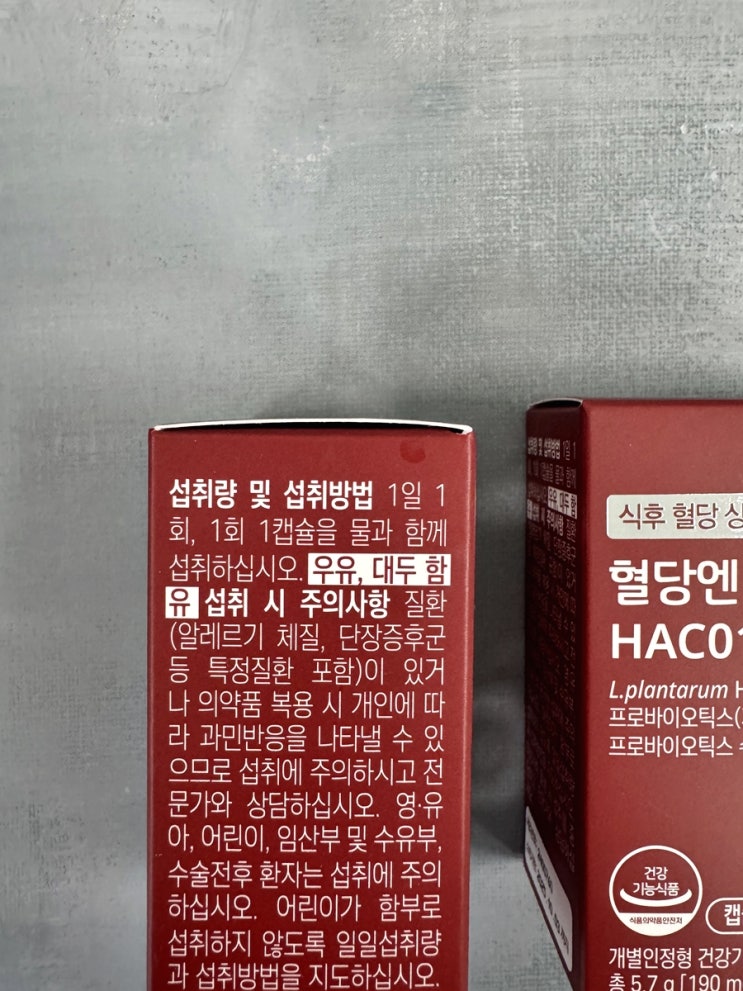 섭취량 및 섭취방법 1일 1
회, 1회 1캡슐을 물과 함께
섭취하십시오. 우유, 대두 함
유 섭취 시 주의사항 질환
(알레르기 체질, 단장증후군
등 특정질환 포함)이 있거
나 의약품 복용 시 개인에 따
라 과민반응을 나타낼 수 있
으므로 섭취에 주의하시고 전
문가와 상담하십시오. 영·유
아, 어린이, 임산부 및 수유부,
수술전후 환자는 섭취에 주의
하십시오. 어린이가 함부로
섭취하지 않도록 일일섭취량
과 섭취방법을 지도하십시오.
식후 혈당
혈당엔
HAC01
L.plantarum H
프로바이오틱스(
프로바이오틱스
건강
기능식품
식품의약품안전처
캡
개별인정형 건강기
총 5.7 g [190 m